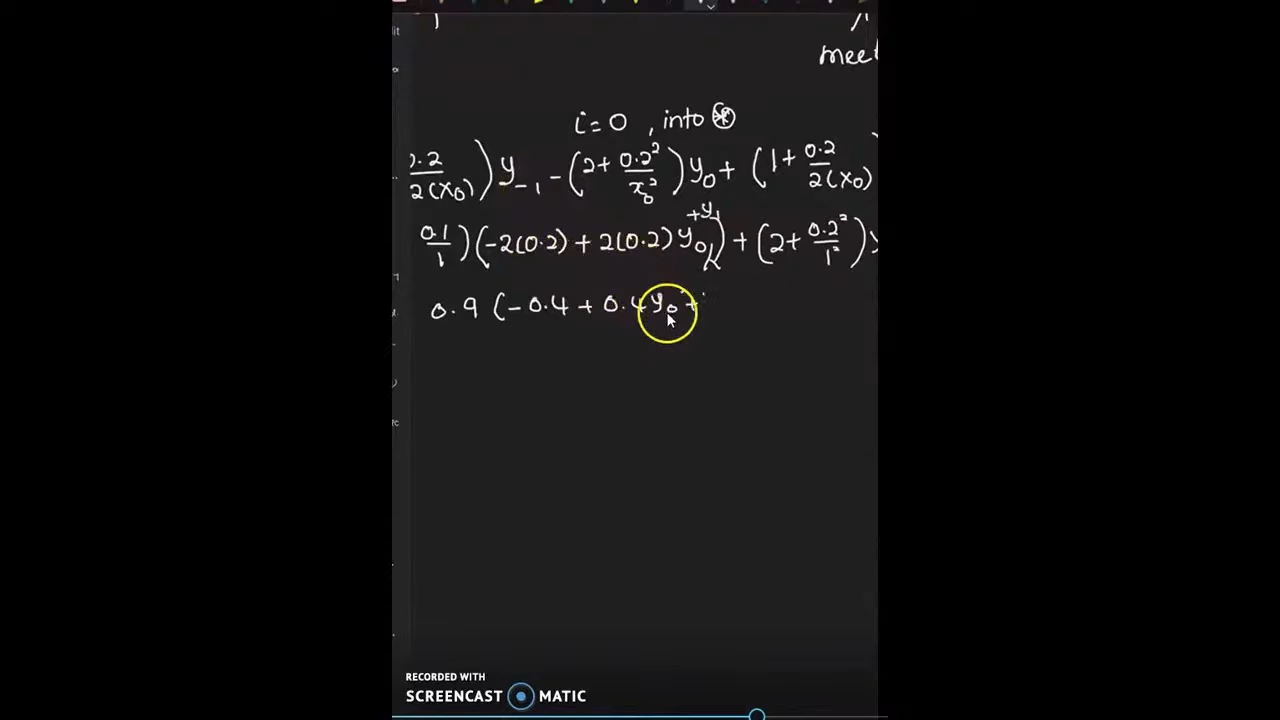 meet
i=0 , into ⊛
0.2/2(x₀)) y₋₁ - (2+ 0.2²/x₀²) y₀ + (1+ 0.2/2(x₀)
0.1/1)(-2(0.2) + 2(0.2) y₀ +y₁) + (2+ 0.2²/1²)
0.9 (-0.4 + 0.4y₀ +
RECORDED WITH
SCREENCAST MATIC